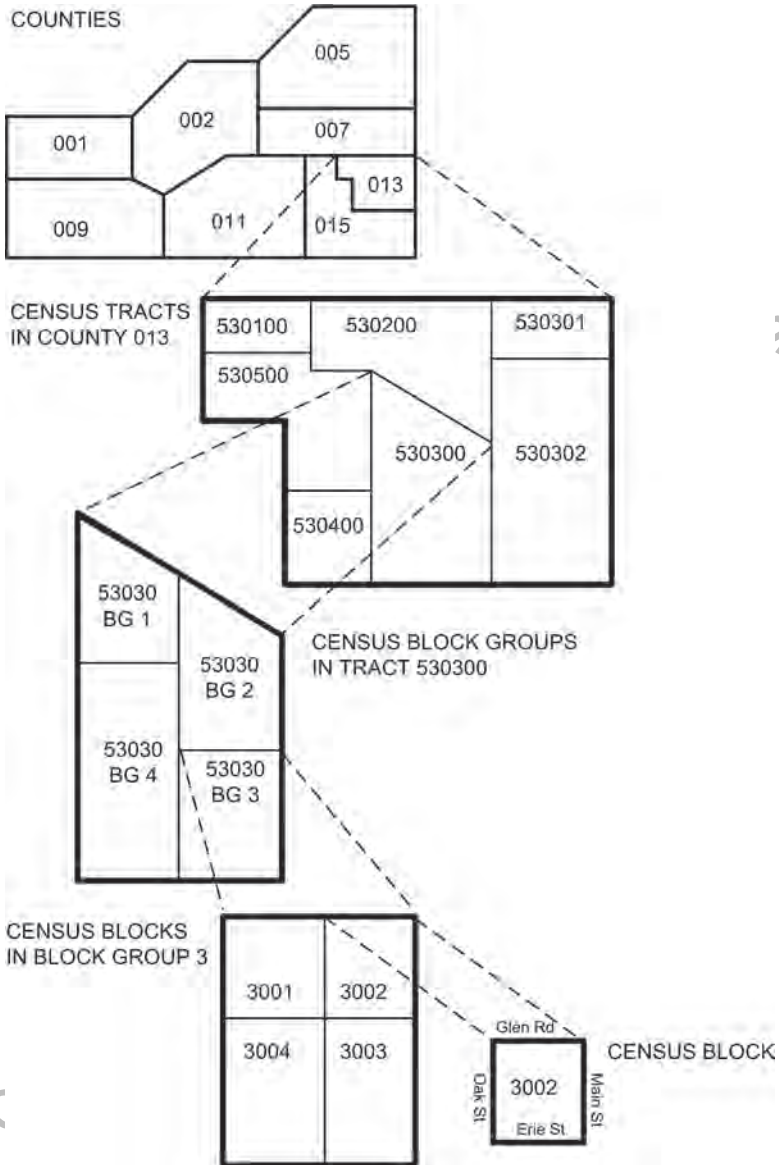 COUNTIES
005
002
007
001
013
011
015
009
CENSUS TRACTS
IN COUNTY 013
530100
530200
530301
530500
530300
530302
530400
53030
BG 1
CENSUS BLOCK GROUPS
IN TRACT 530300
53030
BG 2
53030
BG 4
53030
BG 3
CENSUS BLOCKS
IN BLOCK GROUP 3
3001
3002
3004
3003
Glen Rd
CENSUS BLOCK
Oak St
3002
Main St
Erie St